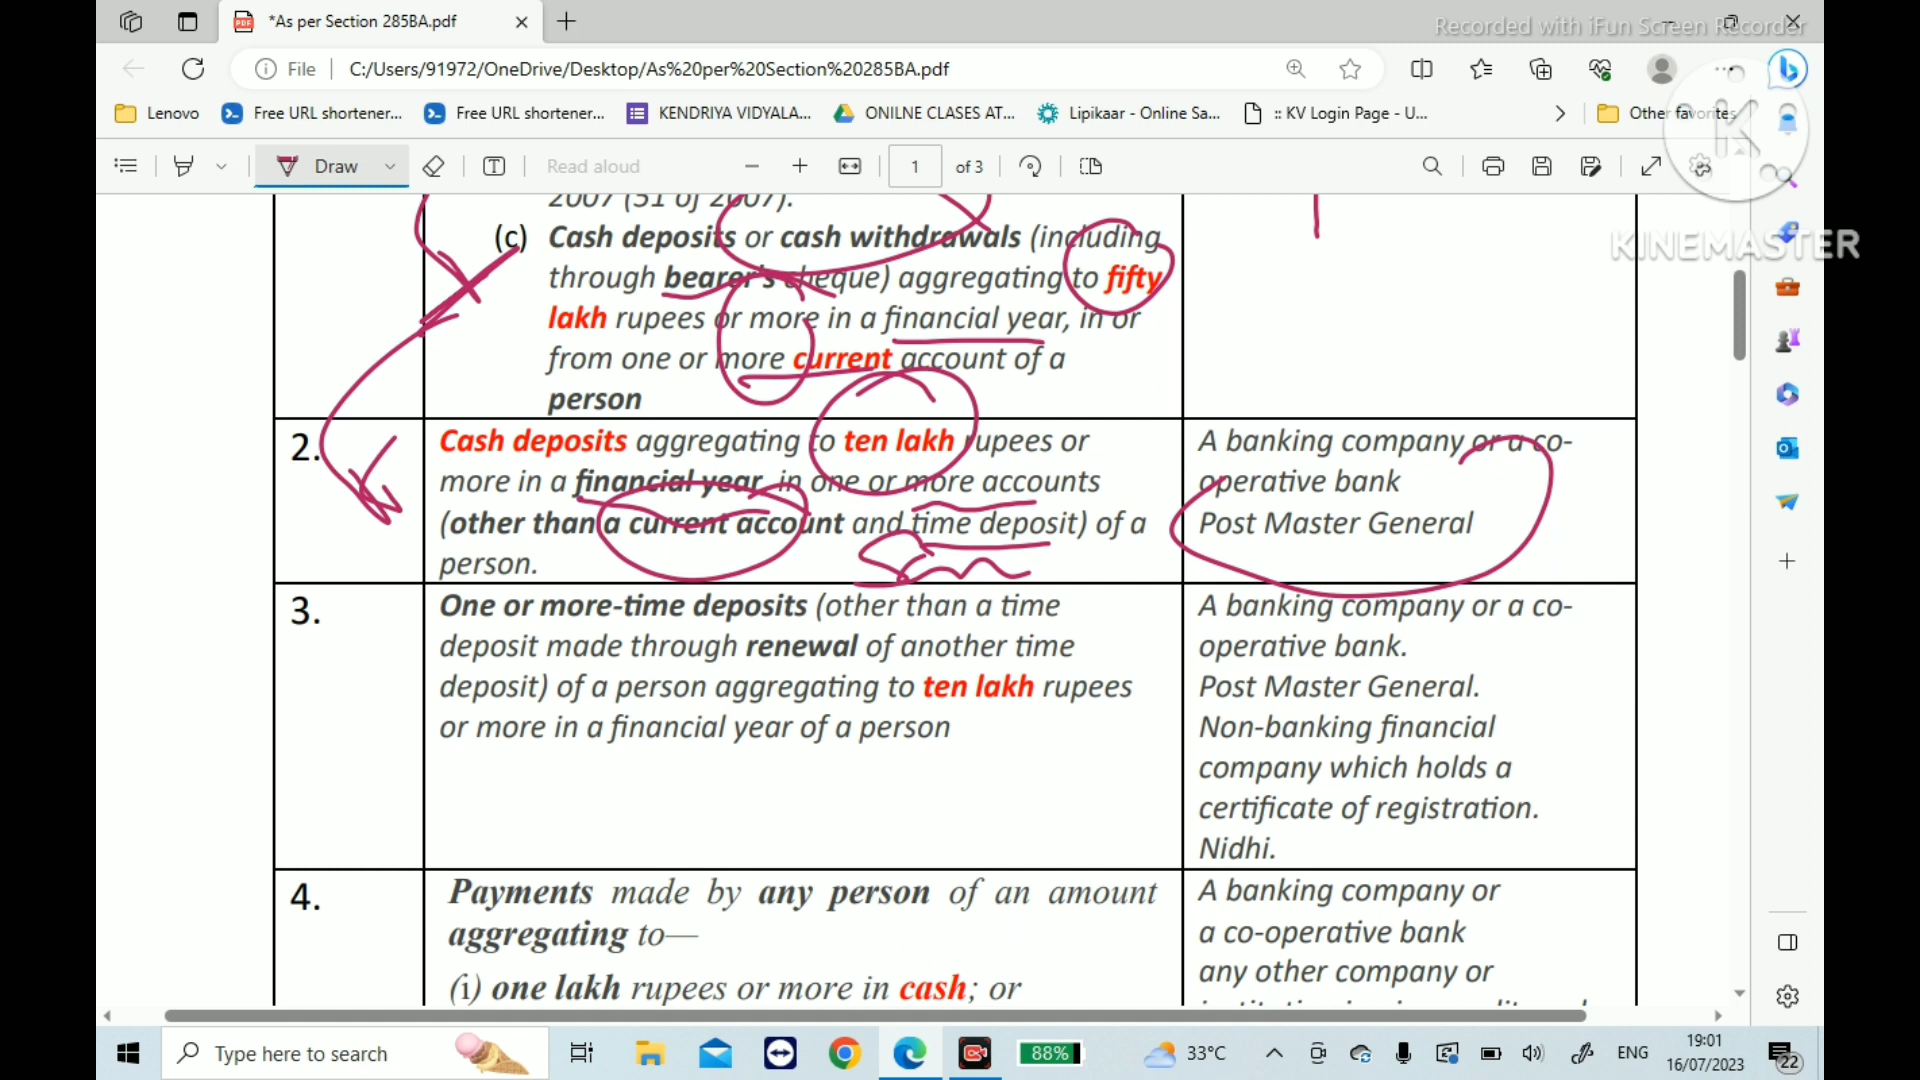 *As per Section 285BA.pdf
Recorded with iFun Screen Recorder
File
C:/Users/91972/OneDrive/Desktop/As%20per%20Section%20285BA.pdf
Lenovo
Free URL shortener...
Free URL shortener...
KENDRIYA VIDYALA...
ONILNE CLASES AT...
Lipikaar - Online Sa...
:: KV Login Page - U...
Other favorites
Draw
Read aloud
1 of 3
KINEMASTER
2007 (51 of 2007).
(c) Cash deposits or cash withdrawals (including
through bearer's cheque) aggregating to fifty
lakh rupees or more in a financial year, in or
from one or more current account of a
person
2.
Cash deposits aggregating to ten lakh rupees or
more in a financial year, in one or more accounts
(other than a current account and time deposit) of a
person.
A banking company or a co-
operative bank
Post Master General
3.
One or more-time deposits (other than a time
deposit made through renewal of another time
deposit) of a person aggregating to ten lakh rupees
or more in a financial year of a person
A banking company or a co-
operative bank.
Post Master General.
Non-banking financial
company which holds a
certificate of registration.
Nidhi.
4.
Payments made by any person of an amount
aggregating to—
(i) one lakh rupees or more in cash; or
A banking company or
a co-operative bank
any other company or
Type here to search
88%
33°C
ENG
19:01
16/07/2023
22